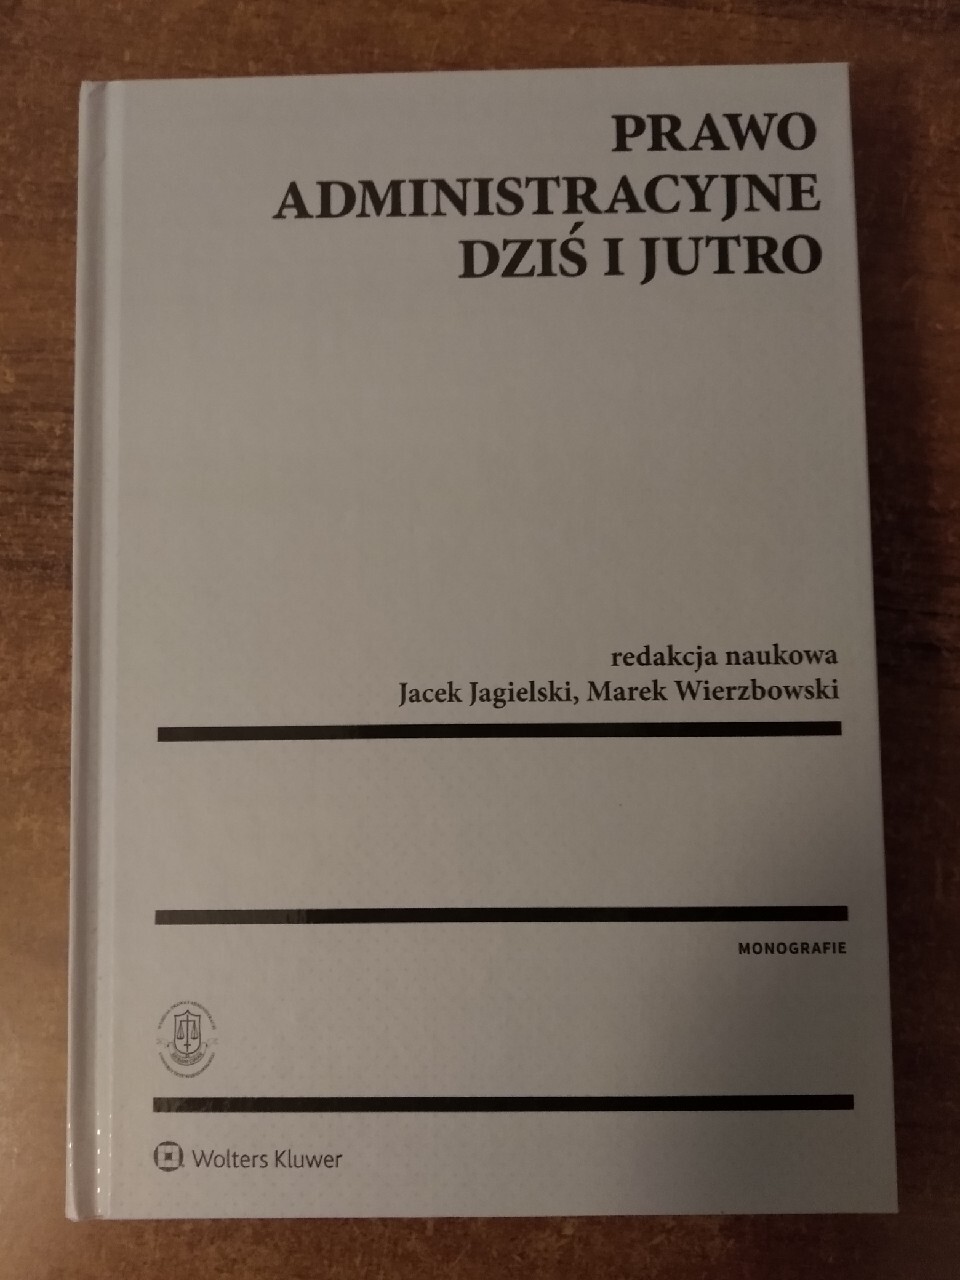 PRAWO
ADMINISTRACYJNE
DZIŚ I JUTRO
redakcja naukowa
Jacek Jagielski, Marek Wierzbowski
MONOGRAFIE
Wolters Kluwer